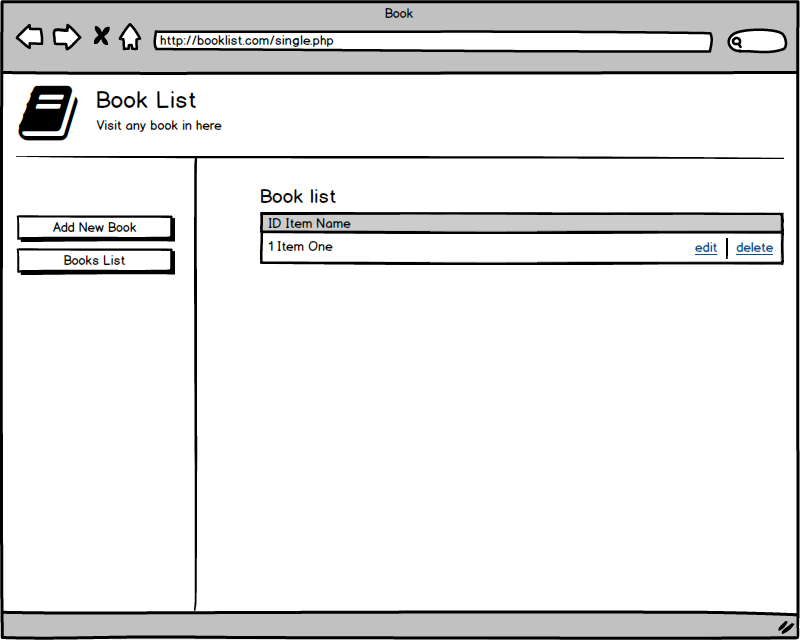 Book
http://booklist.com/single.php
Book List
Visit any book in here
Add New Book
Books List
Book list
ID Item Name
1 Item One edit delete